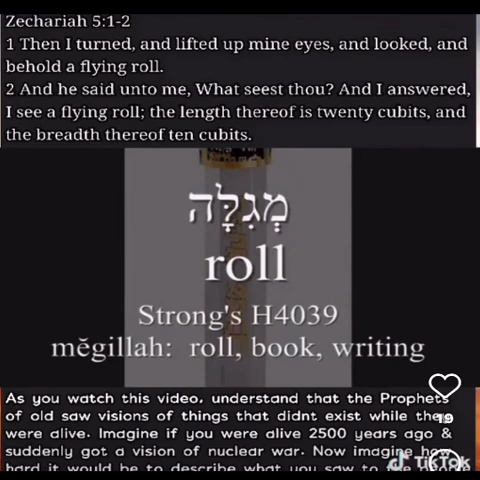 Zechariah 5:1-2
1 Then I turned, and lifted up mine eyes, and looked, and
behold a flying roll.
2 And he said unto me, What seest thou? And I answered,
I see a flying roll; the length thereof is twenty cubits, and
the breadth thereof ten cubits.
מְגִלָּה
roll
Strong's H4039
mĕgillah: roll, book, writing
As you watch this video, understand that the Prophets
of old saw visions of things that didnt exist while they
19
were alive. Imagine if you were alive 2500 years ago &
suddenly got a vision of nuclear war. Now imagine how
hard it would be to describe what you saw to the people
TikTok